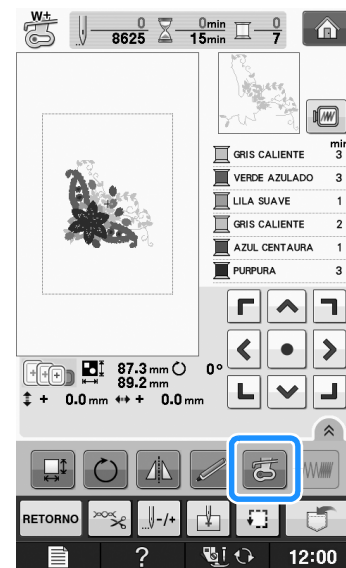 W+
0 0min 0
8625 15min 7
min
GRIS CALIENTE 3
VERDE AZULADO 3
LILA SUAVE 1
GRIS CALIENTE 2
AZUL CENTAURA 1
PURPURA 3
87.3 mm 0°
89.2 mm
+ 0.0 mm + 0.0 mm
RETORNO -/+
? 12:00